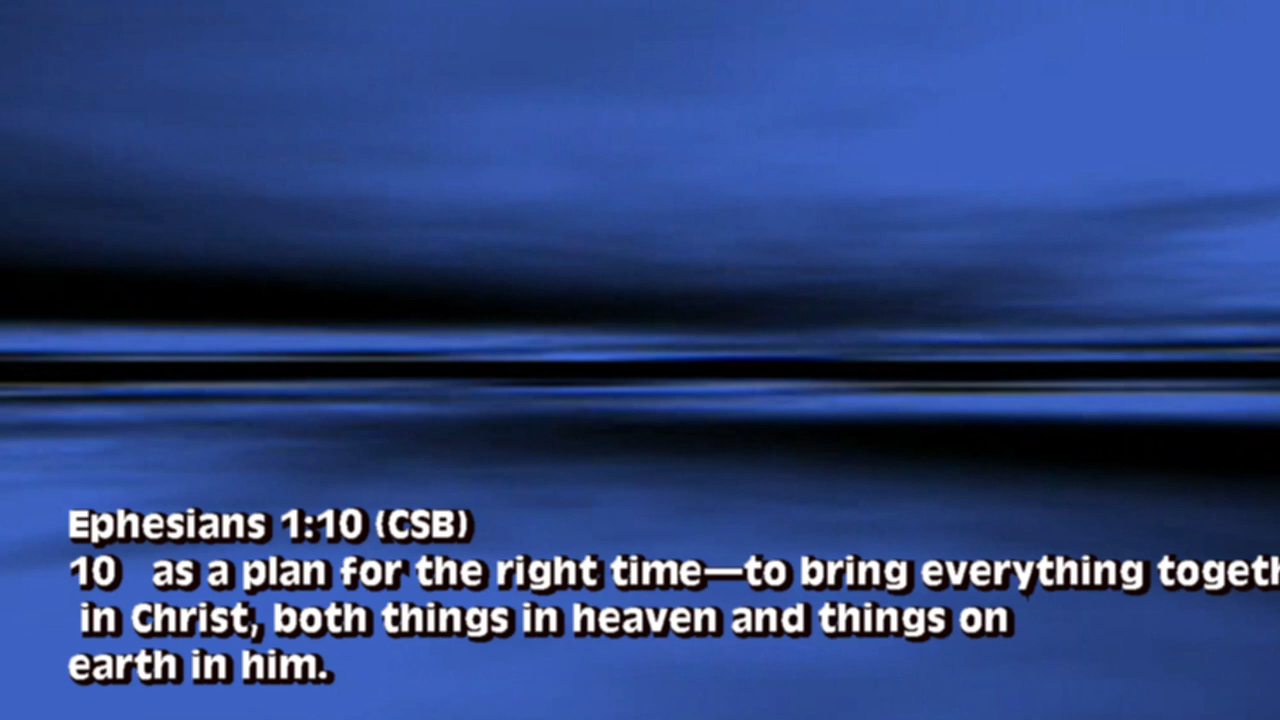 Ephesians 1:10 (CSB)
10 as a plan for the right time—to bring everything togeth
in Christ, both things in heaven and things on
earth in him.